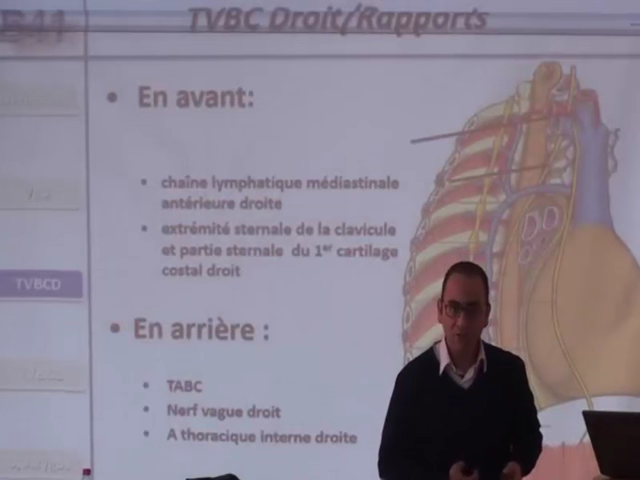 TVBC Droit/Rapports
• En avant:
• chaîne lymphatique médiastinale
antérieure droite
• extrémité sternale de la clavicule
et partie sternale du 1er cartilage
costal droit
TVBCD
• En arrière :
• TABC
• Nerf vague droit
• A thoracique interne droite